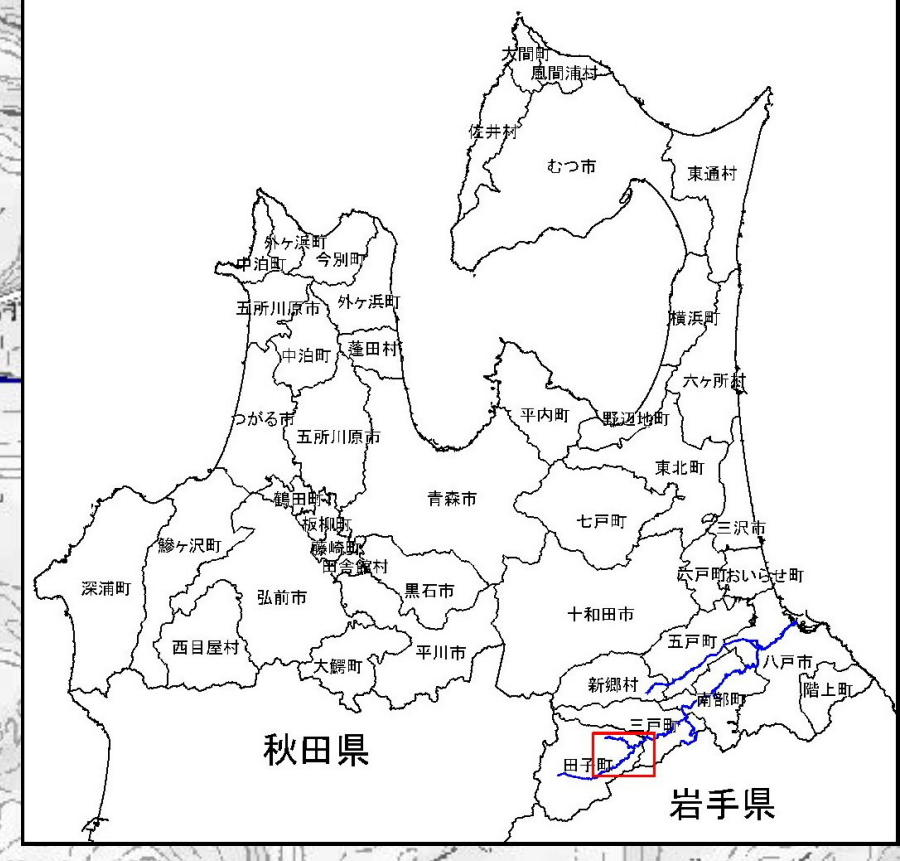 大間町
風間浦村
佐井村
むつ市
東通村
外ヶ浜町
中泊町
今別町
五所川原市
外ヶ浜町
横浜町
中泊町
蓬田村
六ヶ所村
つがる市
五所川原市
平内町
野辺地町
東北町
青森市
鶴田町
板柳町
七戸町
三沢市
鰺ヶ沢町
藤崎町
田舎館村
六戸町
おいらせ町
深浦町
弘前市
黒石市
十和田市
西目屋村
大鰐町
平川市
五戸町
八戸市
新郷村
南部町
階上町
三戸町
田子町
秋田県
岩手県